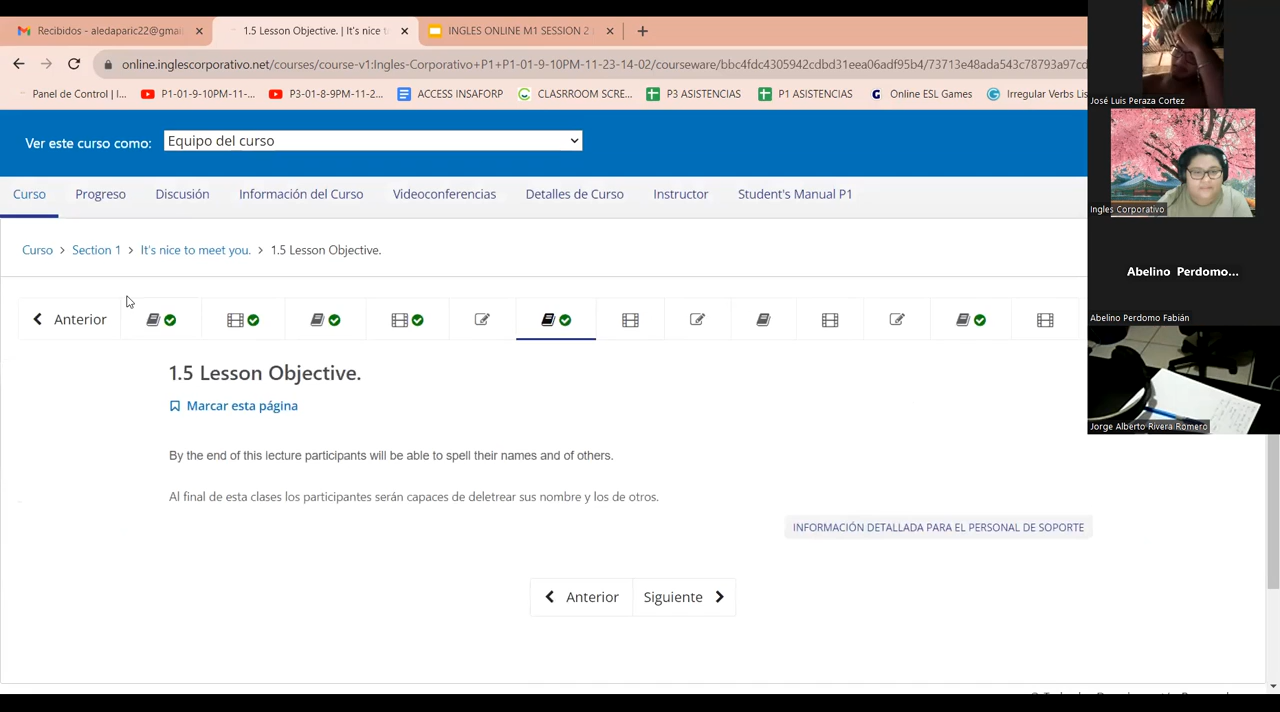 Recibidos - aledaparic22@gmai
1.5 Lesson Objective. | It's nice t
INGLES ONLINE M1 SESSION 2
online.inglescorporativo.net/courses/course-v1:Ingles-Corporativo+P1+P1-01-9-10PM-11-23-14-02/courseware/bbc4fdc4305942cdbd31eea06adf95b4/73713e48ada543c78793a97cd
Panel de Control | I...
P1-01-9-10PM-11-...
P3-01-8-9PM-11-2...
ACCESS INSAFORP
CLASRROOM SCRE...
P3 ASISTENCIAS
P1 ASISTENCIAS
Online ESL Games
Irregular Verbs Lis
José Luis Peraza Cortez
Ver este curso como:
Equipo del curso
Curso
Progreso
Discusión
Información del Curso
Videoconferencias
Detalles de Curso
Instructor
Student's Manual P1
Ingles Corporativo
Curso > Section 1 > It's nice to meet you. > 1.5 Lesson Objective.
Abelino Perdomo...
Abelino Perdomo Fabián
Anterior
1.5 Lesson Objective.
Marcar esta página
Jorge Alberto Rivera Romero
By the end of this lecture participants will be able to spell their names and of others.
Al final de esta clases los participantes serán capaces de deletrear sus nombre y los de otros.
INFORMACIÓN DETALLADA PARA EL PERSONAL DE SOPORTE
Anterior
Siguiente